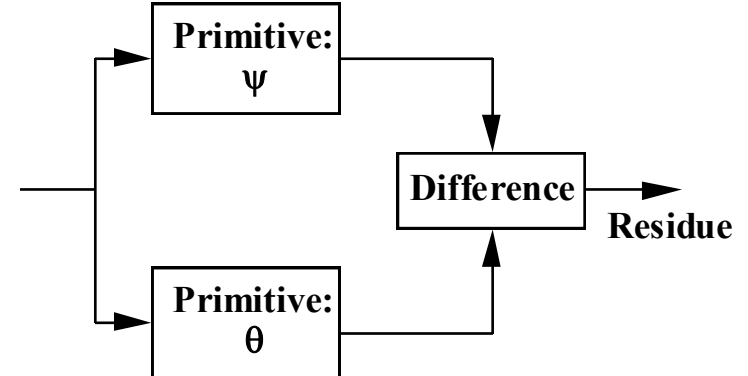 Primitive:
ψ
Difference
Residue
Primitive:
θ